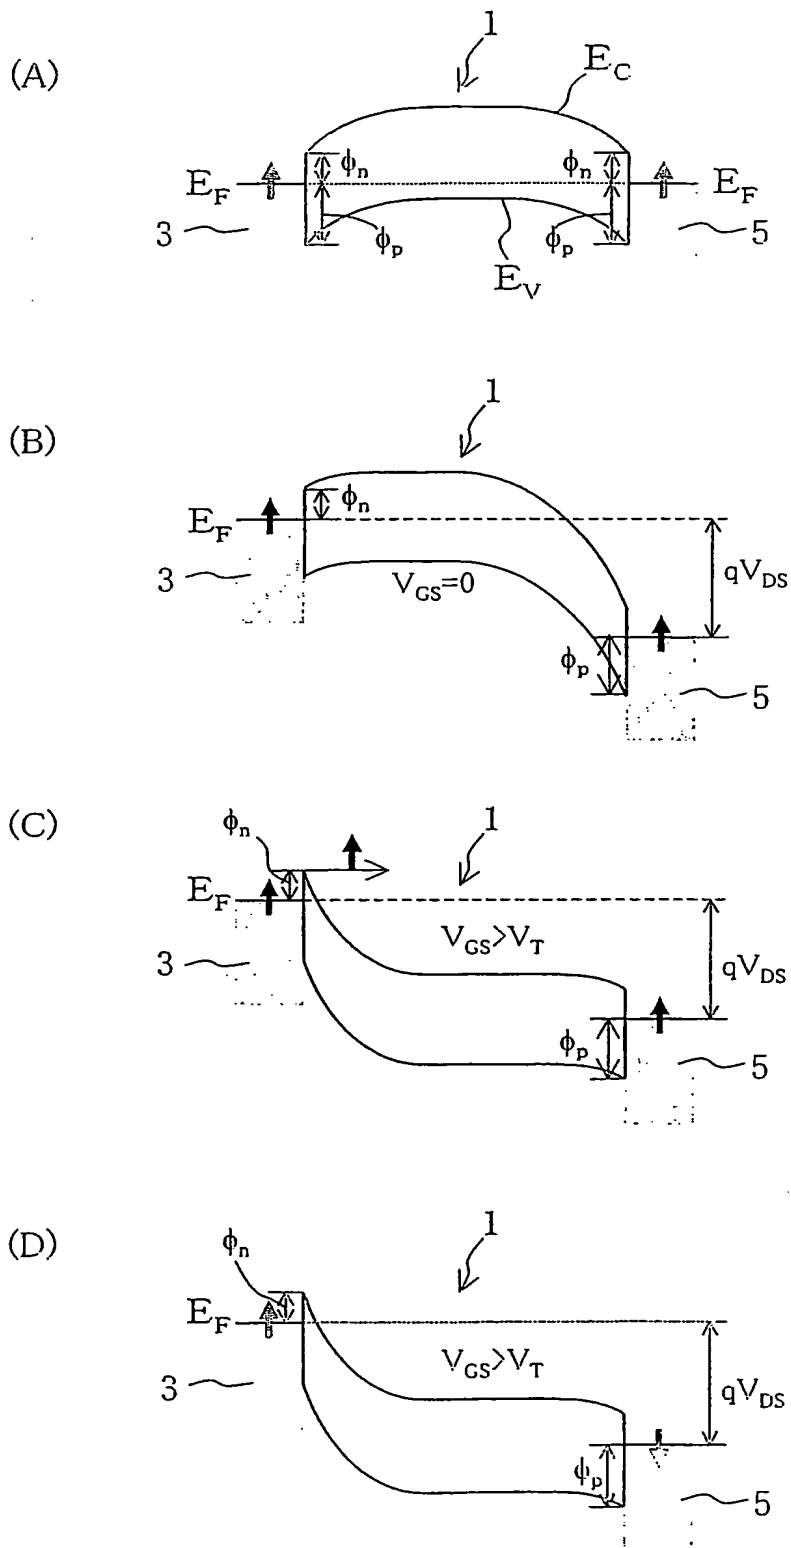 (A)
1
E_C
ϕ_n
ϕ_n
E_F
E_F
3
ϕ_p
ϕ_p
5
E_V
(B)
1
E_F
ϕ_n
3
V_GS=0
qV_DS
ϕ_p
5
(C)
ϕ_n
1
E_F
V_GS>V_T
3
qV_DS
ϕ_p
5
(D)
ϕ_n
1
E_F
V_GS>V_T
3
qV_DS
ϕ_p
5